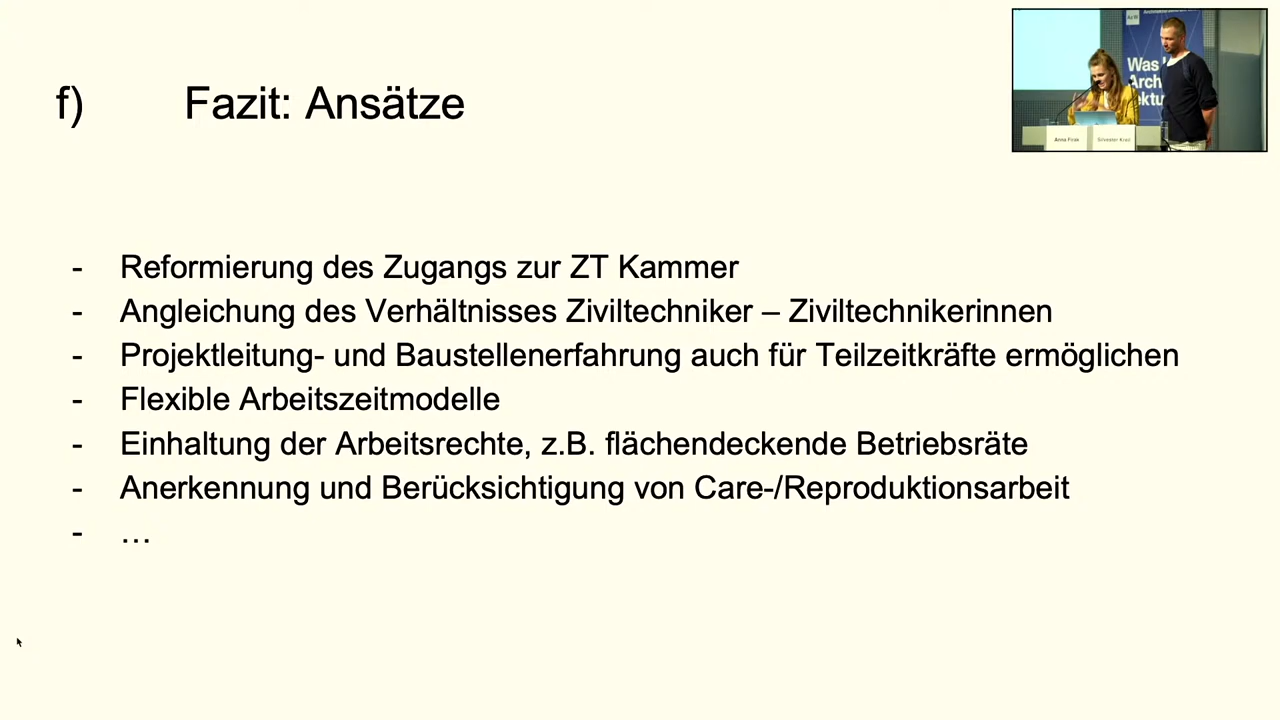 f) Fazit: Ansätze
- Reformierung des Zugangs zur ZT Kammer
- Angleichung des Verhältnisses Ziviltechniker – Ziviltechnikerinnen
- Projektleitung- und Baustellenerfahrung auch für Teilzeitkräfte ermöglichen
- Flexible Arbeitszeitmodelle
- Einhaltung der Arbeitsrechte, z.B. flächendeckende Betriebsräte
- Anerkennung und Berücksichtigung von Care-/Reproduktionsarbeit
- …
Was
Arch
ektu